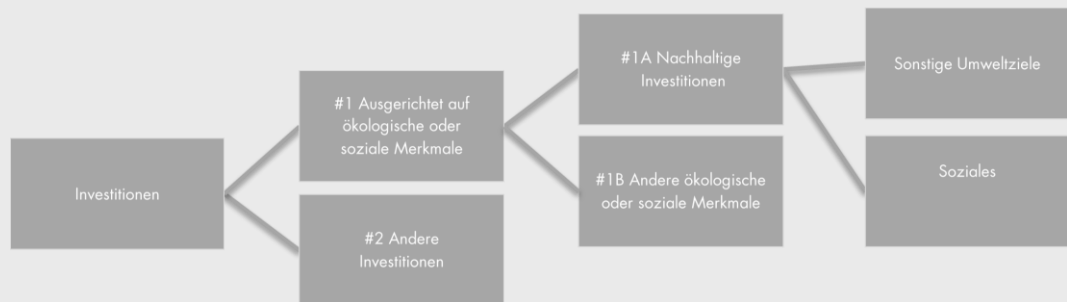 Investitionen
#1 Ausgerichtet auf
ökologische oder
soziale Merkmale
#2 Andere
Investitionen
#1A Nachhaltige
Investitionen
#1B Andere ökologische
oder soziale Merkmale
Sonstige Umweltziele
Soziales